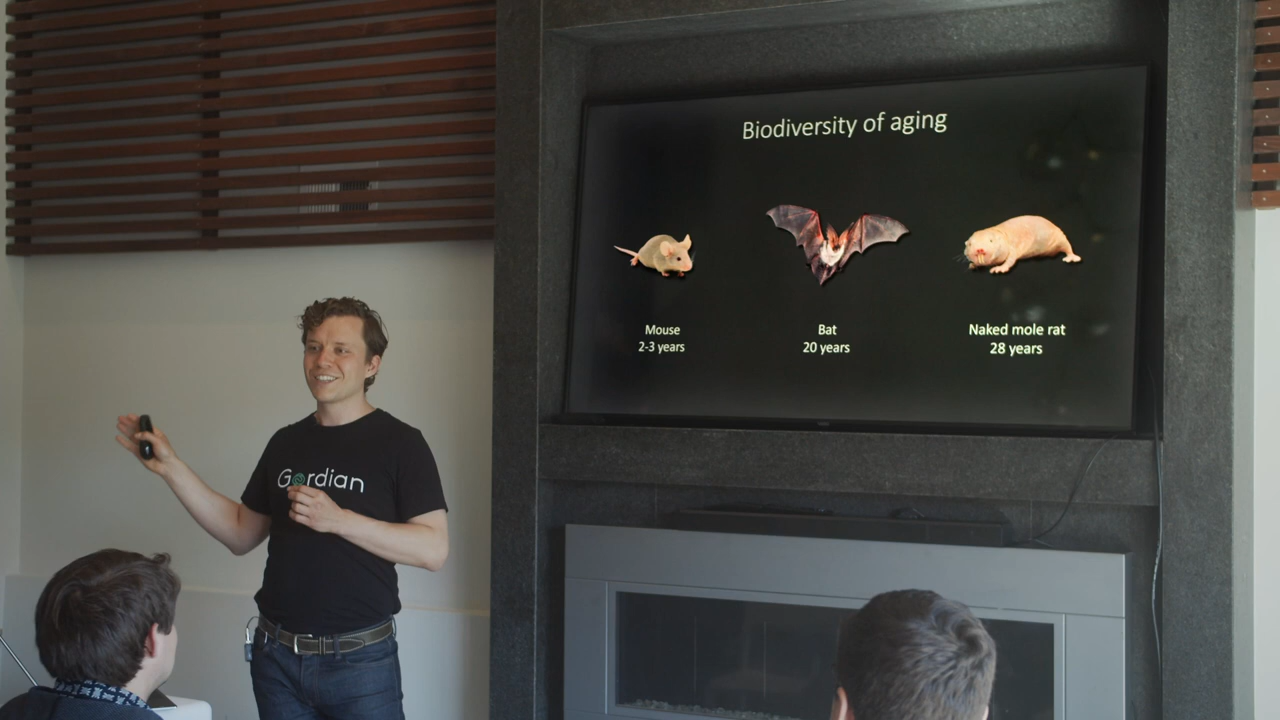 Biodiversity of aging
Mouse
2-3 years
Bat
20 years
Naked mole rat
28 years
Gordian